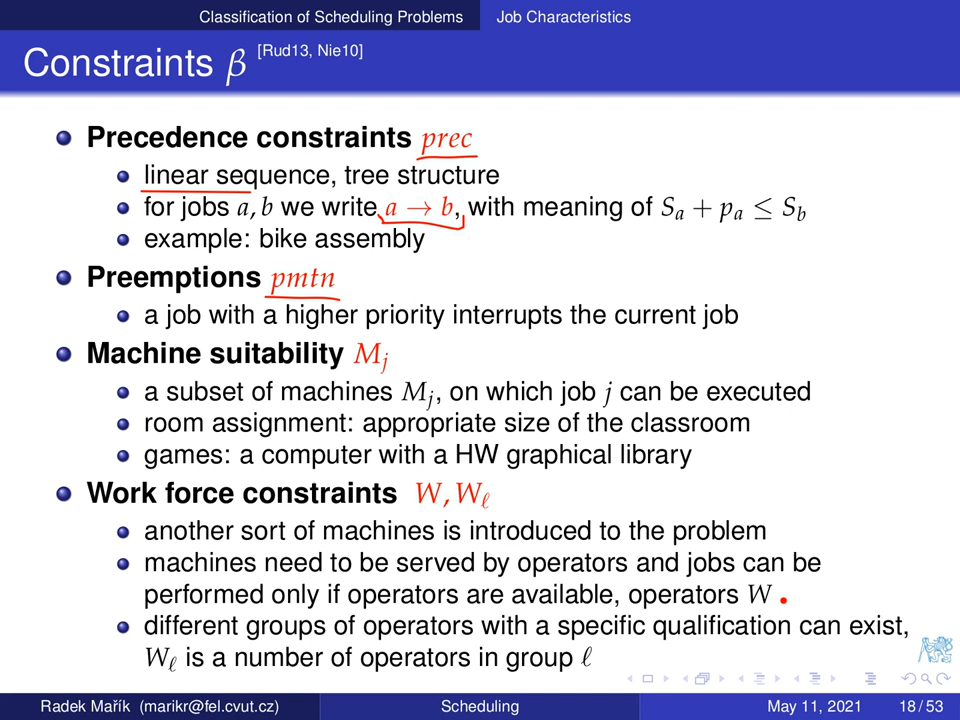 Classification of Scheduling Problems Job Characteristics
Constraints β [Rud13, Nie10]
Precedence constraints prec
linear sequence, tree structure
for jobs a, b we write a → b, with meaning of Sₐ + pₐ ≤ S_b
example: bike assembly
Preemptions pmtn
a job with a higher priority interrupts the current job
Machine suitability Mⱼ
a subset of machines Mⱼ, on which job j can be executed
room assignment: appropriate size of the classroom
games: a computer with a HW graphical library
Work force constraints W, W_ℓ
another sort of machines is introduced to the problem
machines need to be served by operators and jobs can be
performed only if operators are available, operators W
different groups of operators with a specific qualification can exist,
W_ℓ is a number of operators in group ℓ
Radek Mařík (marikr@fel.cvut.cz) Scheduling May 11, 2021 18 / 53